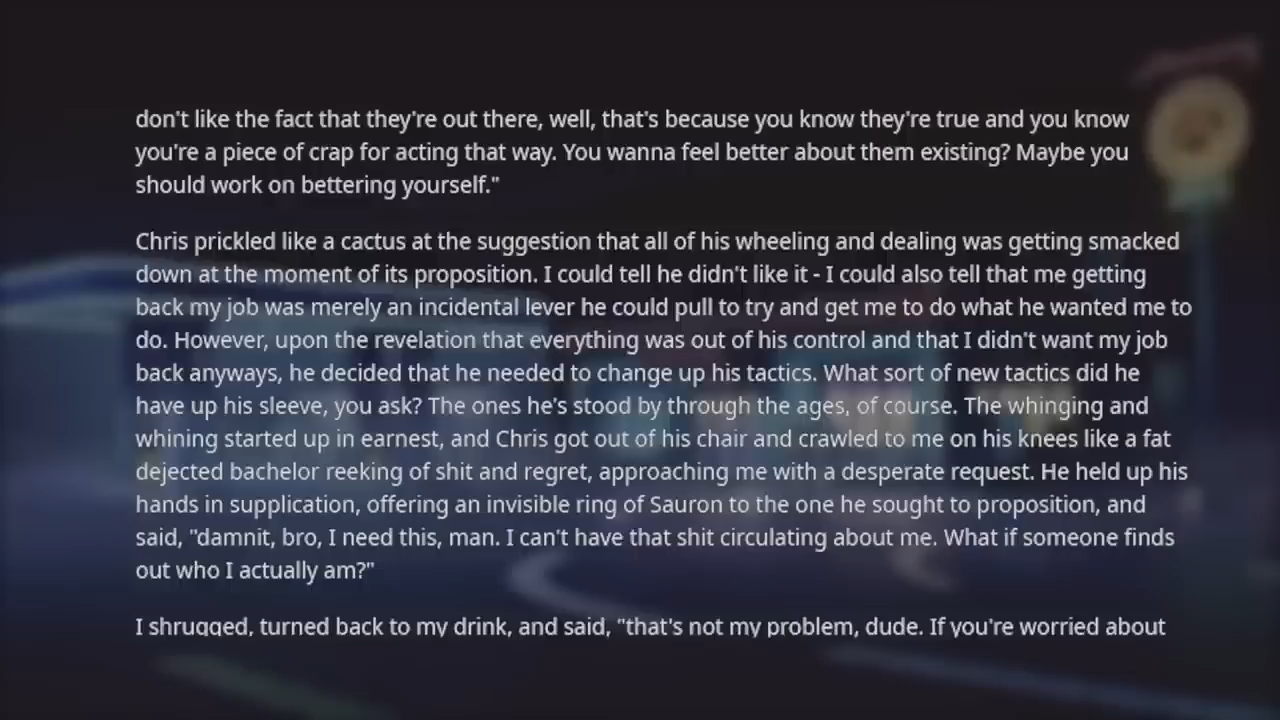 don't like the fact that they're out there, well, that's because you know they're true and you know
you're a piece of crap for acting that way. You wanna feel better about them existing? Maybe you
should work on bettering yourself."
Chris prickled like a cactus at the suggestion that all of his wheeling and dealing was getting smacked
down at the moment of its proposition. I could tell he didn't like it - I could also tell that me getting
back my job was merely an incidental lever he could pull to try and get me to do what he wanted me to
do. However, upon the revelation that everything was out of his control and that I didn't want my job
back anyways, he decided that he needed to change up his tactics. What sort of new tactics did he
have up his sleeve, you ask? The ones he's stood by through the ages, of course. The whinging and
whining started up in earnest, and Chris got out of his chair and crawled to me on his knees like a fat
dejected bachelor reeking of shit and regret, approaching me with a desperate request. He held up his
hands in supplication, offering an invisible ring of Sauron to the one he sought to proposition, and
said, "damnit, bro, I need this, man. I can't have that shit circulating about me. What if someone finds
out who I actually am?"
I shrugged, turned back to my drink, and said, "that's not my problem, dude. If you're worried about